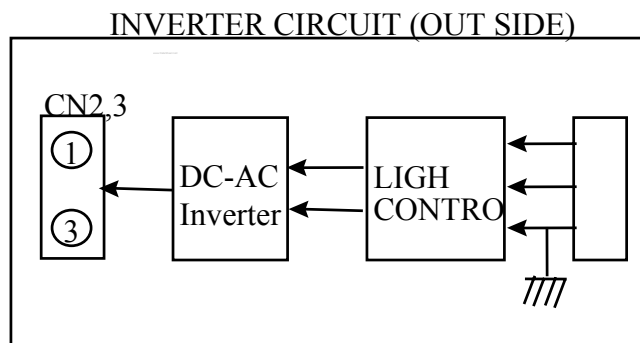 INVERTER CIRCUIT (OUT SIDE)
CN2,3
1
3
DC-AC
Inverter
LIGH
CONTRO